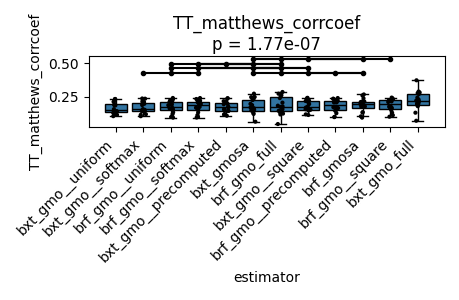 TT_matthews_corrcoef
p = 1.77e-07
TT_matthews_corrcoef
0.50
0.25
bxt_gmo__uniform
bxt_gmo__softmax
brf_gmo__uniform
brf_gmo__softmax
bxt_gmo__precomputed
bxt_gmosa
brf_gmo_full
bxt_gmo__square
brf_gmo__precomputed
brf_gmosa
brf_gmo__square
bxt_gmo_full
estimator